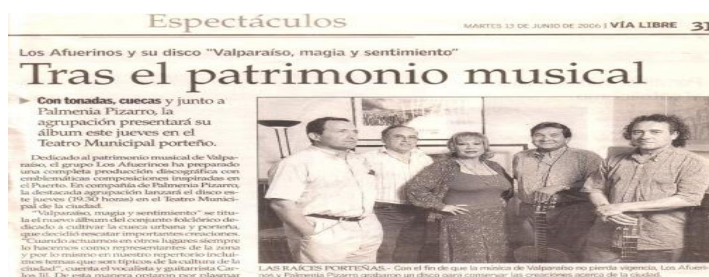 Espectáculos
MARTES 13 DE JUNIO DE 2006 | VÍA LIBRE 31
Los Afuerinos y su disco "Valparaíso, magia y sentimiento"
Tras el patrimonio musical
Con tonadas, cuecas y junto a
Palmenia Pizarro, la
agrupación presentará su
álbum este jueves en el
Teatro Municipal porteño.
Dedicado al patrimonio musical de Valpa-
raíso, el grupo Los Afuerinos ha preparado
una completa producción discográfica con
emblemáticas composiciones inspiradas en
el Puerto. En compañía de Palmenia Pizarro,
la destacada agrupación lanzará el disco es-
te jueves (19.30 horas) en el Teatro Munici-
pal de la ciudad.
"Valparaíso, magia y sentimiento" se titu-
la el nuevo álbum del conjunto folclórico de-
dicado a cultivar la cueca urbana y porteña,
que decidió rescatar importantes creaciones.
"Cuando actuamos en otros lugares siempre
lo hacemos como representantes de la zona
y por lo mismo en nuestro repertorio inclui-
mos temas que son típicos de la cultura de la
ciudad", cuenta el vocalista y guitarrista Car-
los Jil. De esta manera optaron por plasmar
LAS RAÍCES PORTEÑAS.- Con el fin de que la música de Valparaíso no pierda vigencia, Los Afueri-
nos y Palmenia Pizarro grabaron un disco para conservar las creaciones acerca de la ciudad.